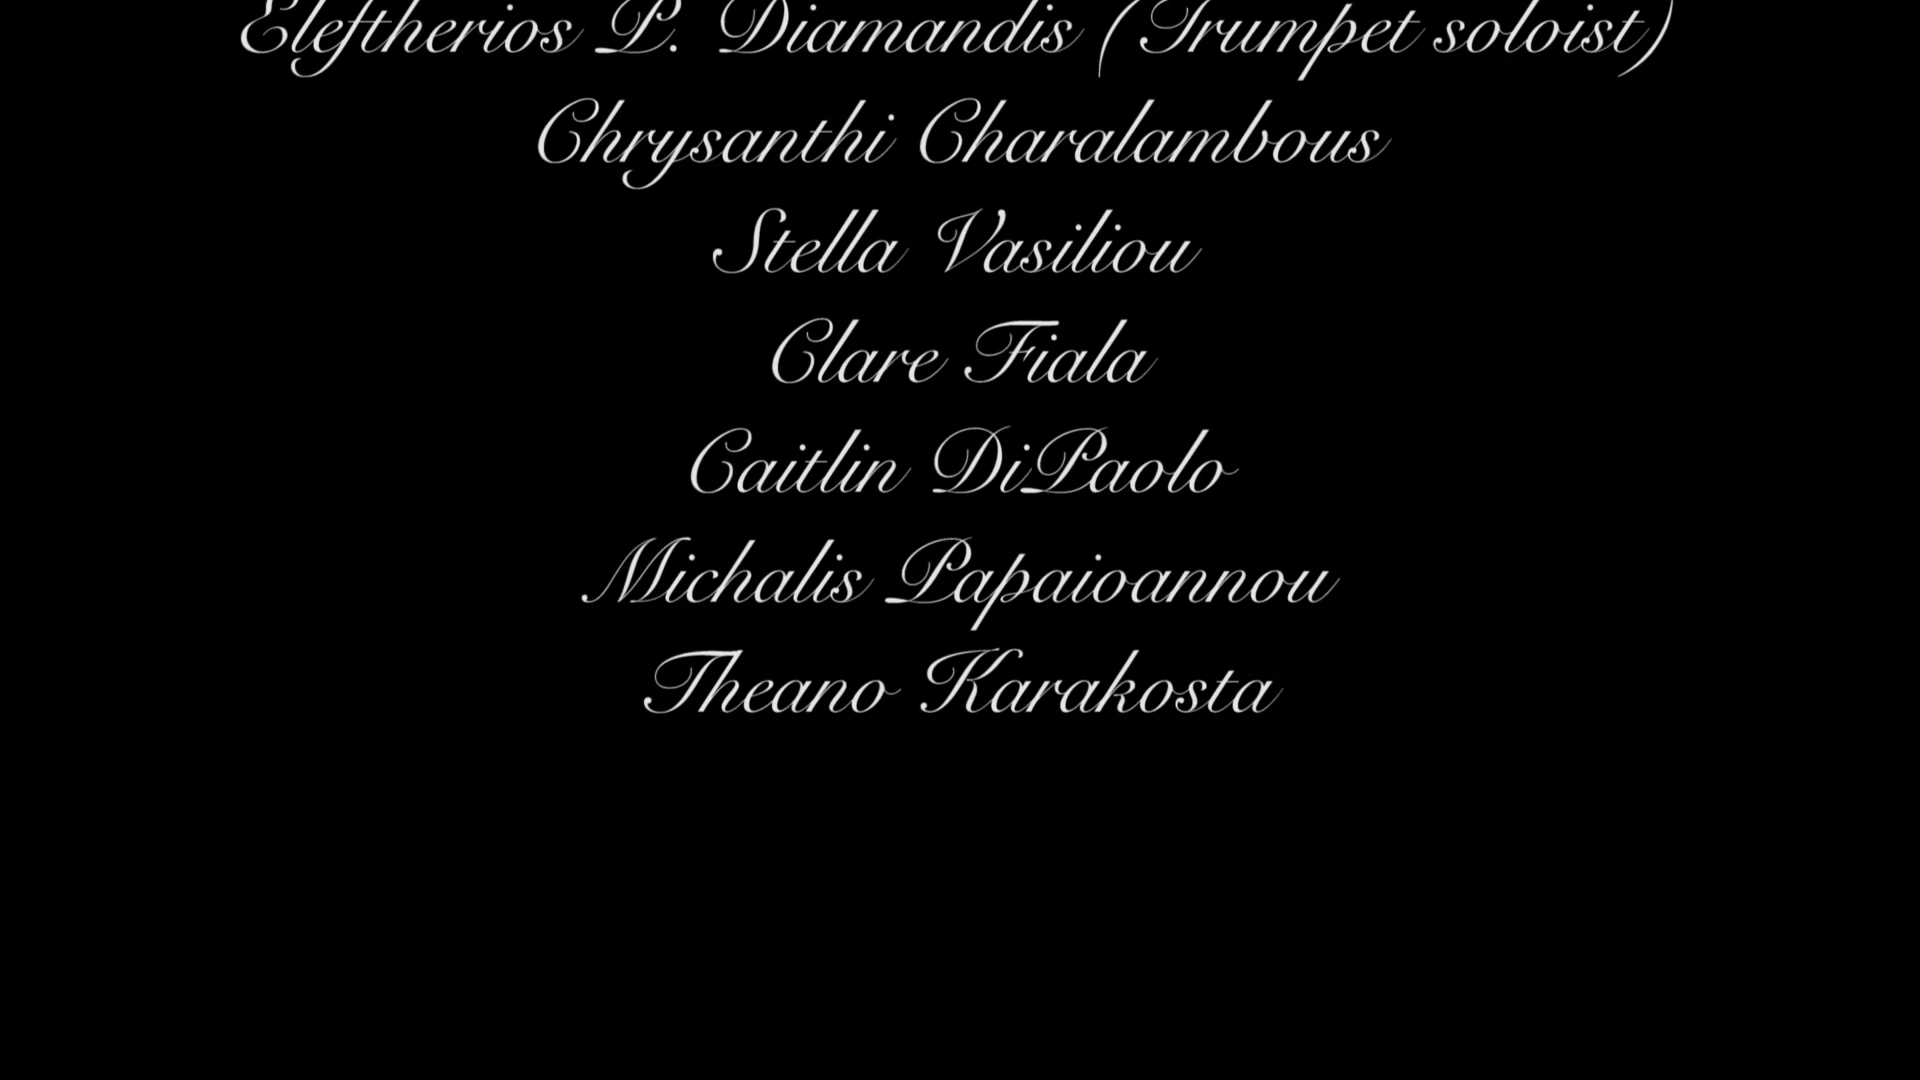 Eleftherios P. Diamandis (Trumpet soloist)
Chrysanthi Charalambous
Stella Vasiliou
Clare Fiala
Caitlin DiPaolo
Michalis Papaioannou
Theano Karakosta